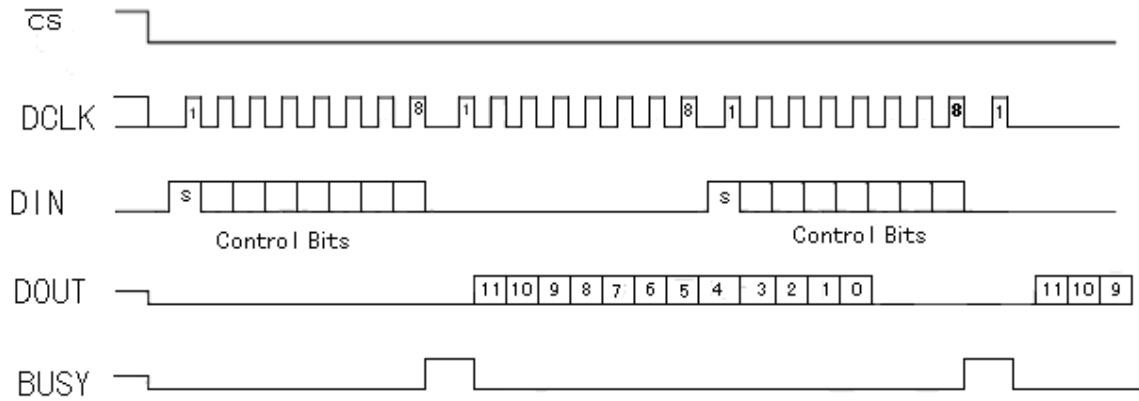 CS
DCLK 1 8 1 8 1 8 1
DIN S S
Control Bits Control Bits
DOUT 11 10 9 8 7 6 5 4 3 2 1 0 11 10 9
BUSY